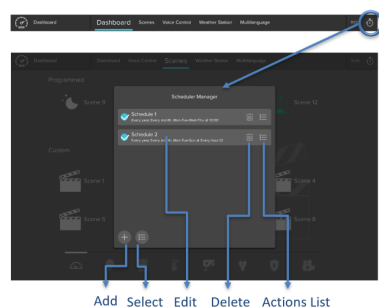 Dashboard Dashboard Scenes Voice Control Weather Station Multilanguage
Dashboard Dashboard Voice Control Scenes Weather Station Multilanguage
Programmed
Scene 9
Scene 12
Scheduler Manager
Schedule 1
Schedule 2
Custom
Scene 1
Scene 4
Scene 5
Scene 8
Add Select Edit Delete Actions List